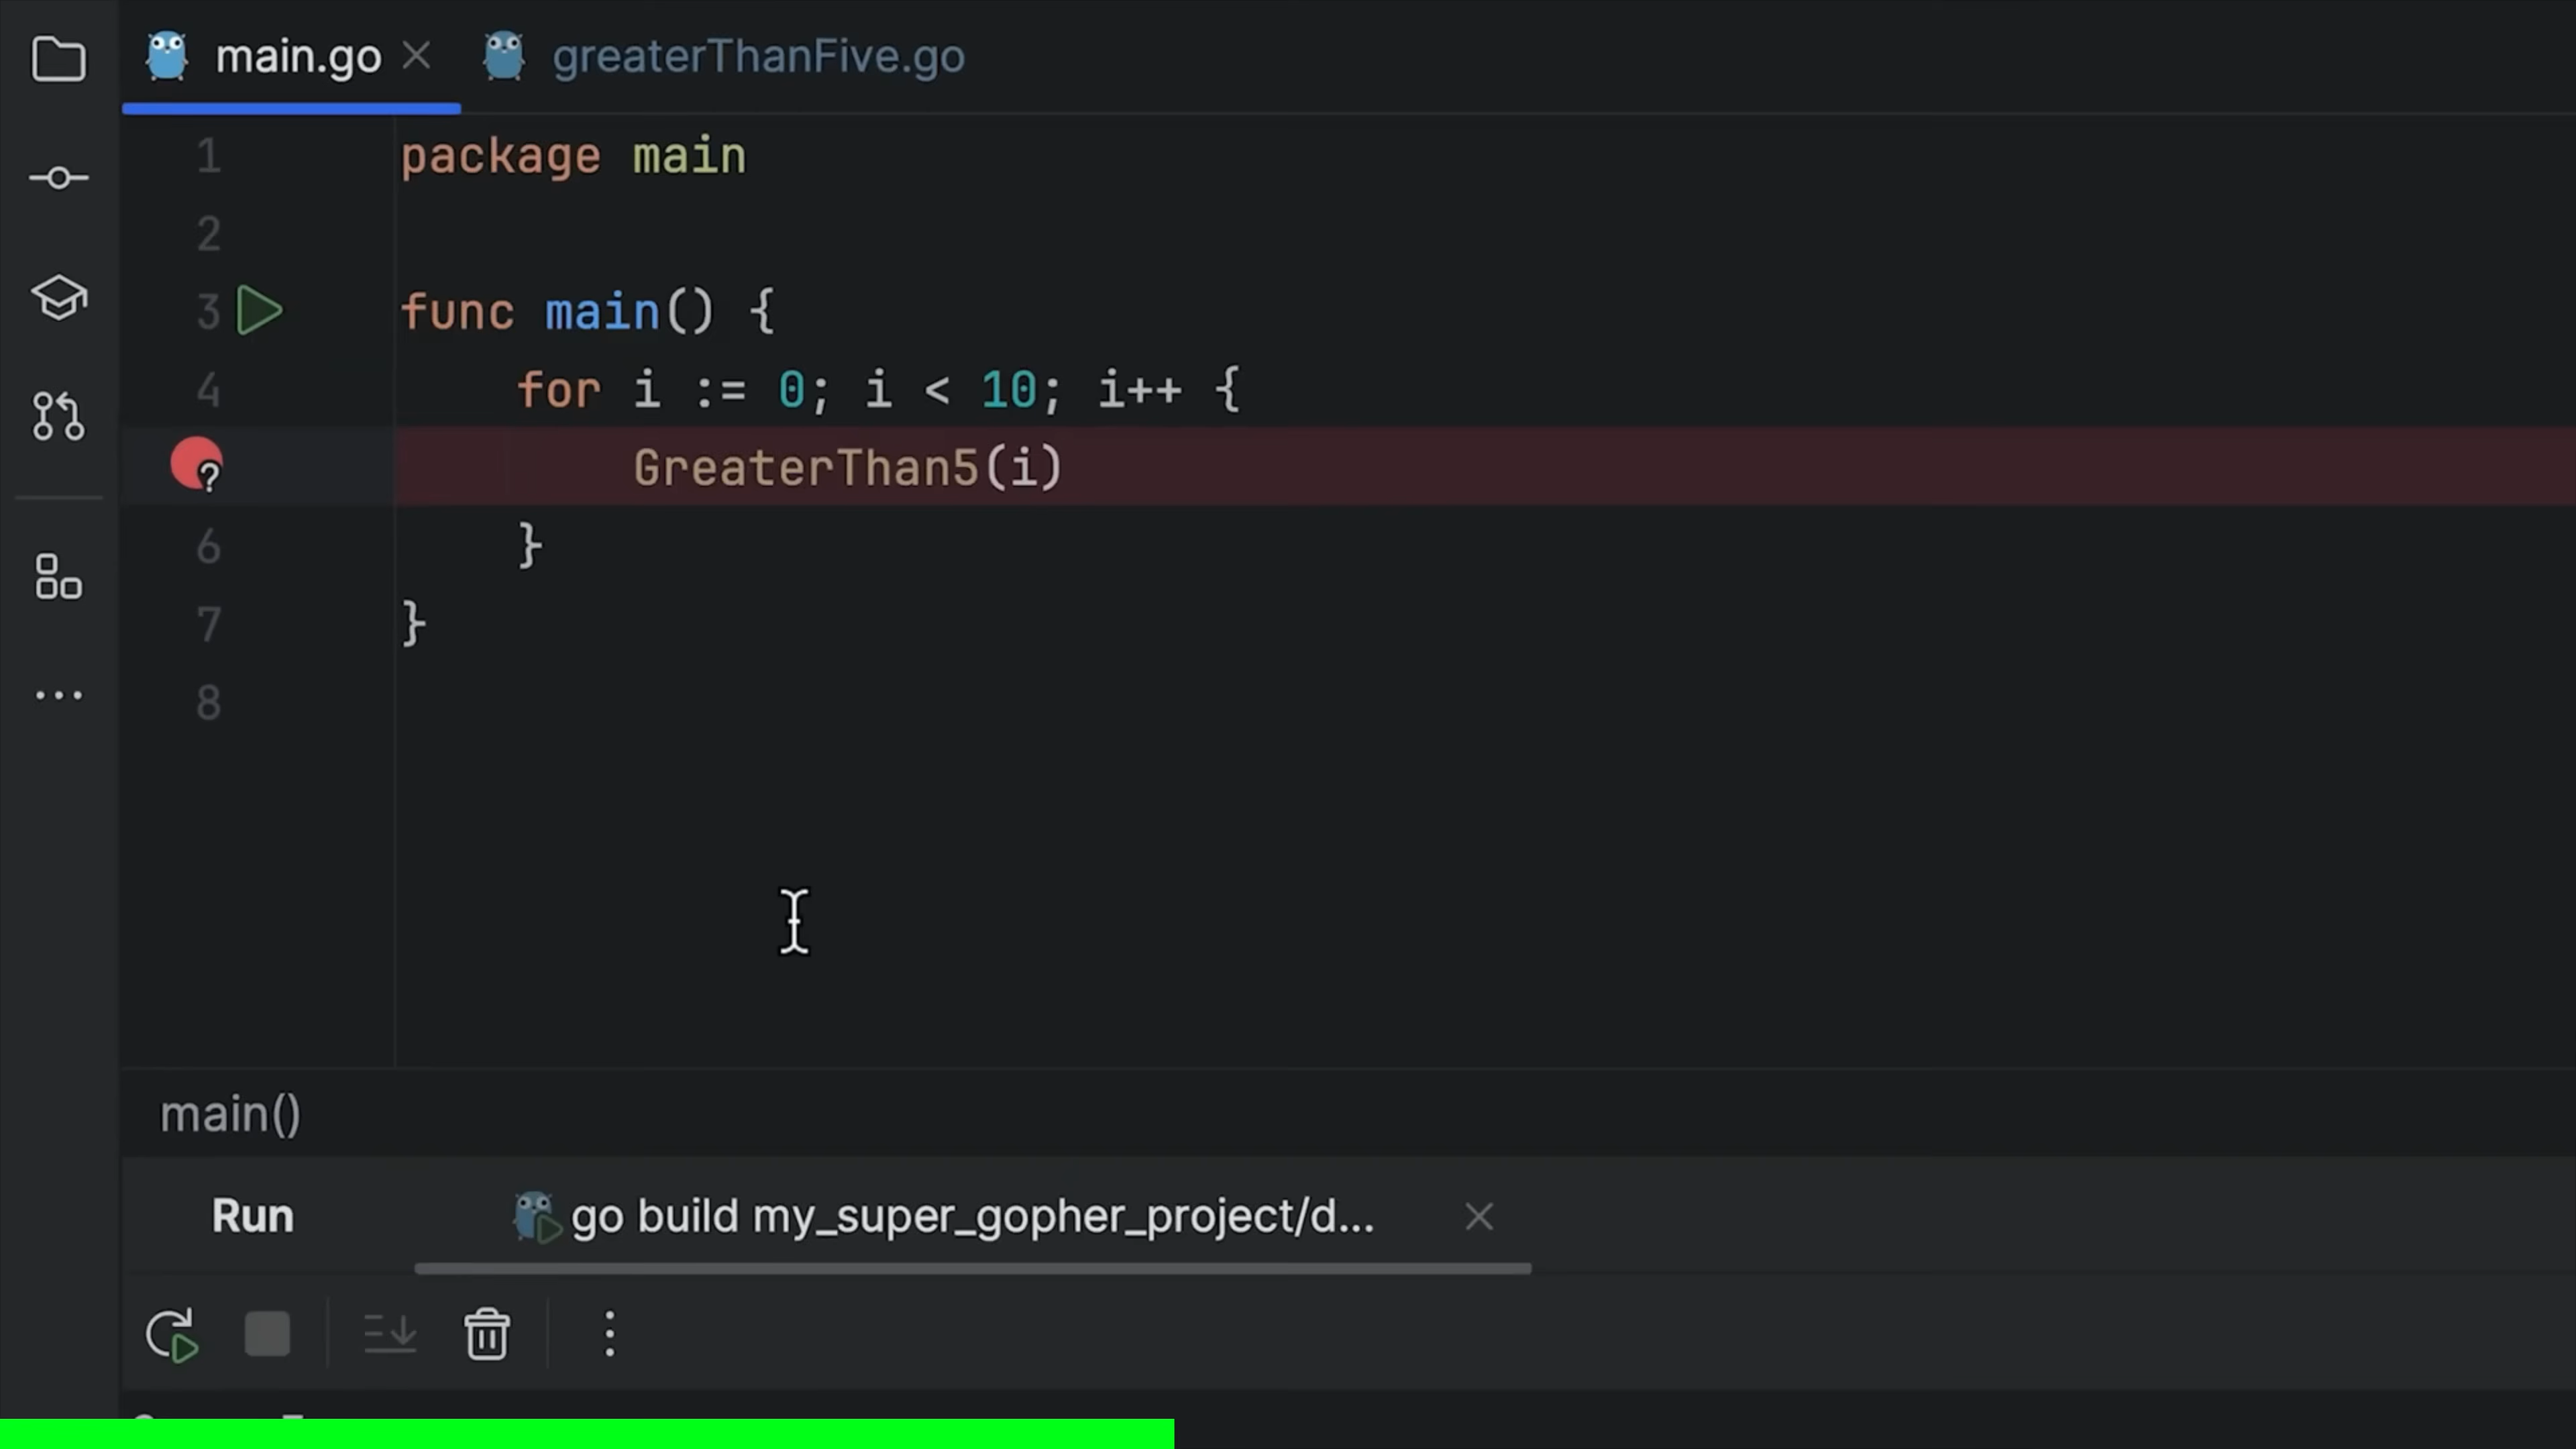 main.go greaterThanFive.go
1 package main
2
3 func main() {
4 for i := 0; i < 10; i++ {
? GreaterThan5(i)
6 }
7 }
8
main()
Run go build my_super_gopher_project/d...